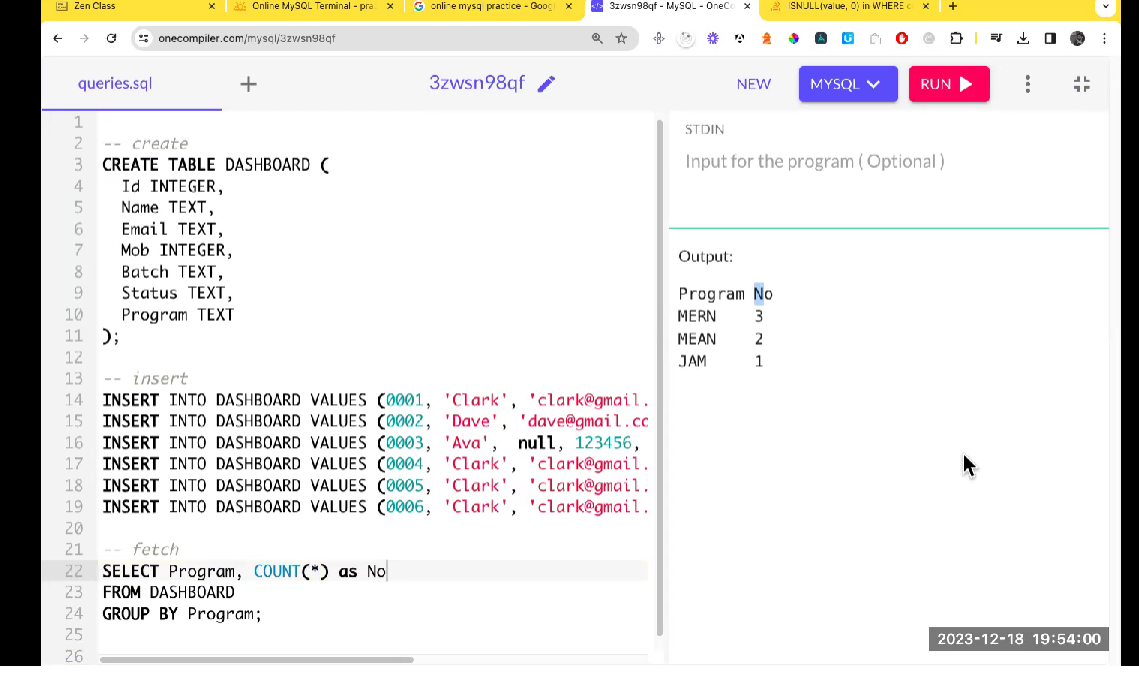 Zen Class
Online MySQL Terminal - pra
online mysql practice - Goog
3zwsn98qf - MySQL - OneCo
ISNULL(value, 0) in WHERE
onecompiler.com/mysql/3zwsn98qf
queries.sql
3zwsn98qf
NEW
MYSQL
RUN
1
2 -- create
3 CREATE TABLE DASHBOARD (
4 Id INTEGER,
5 Name TEXT,
6 Email TEXT,
7 Mob INTEGER,
8 Batch TEXT,
9 Status TEXT,
10 Program TEXT
11 );
12
13 -- insert
14 INSERT INTO DASHBOARD VALUES (0001, 'Clark', 'clark@gmail.
15 INSERT INTO DASHBOARD VALUES (0002, 'Dave', 'dave@gmail.co
16 INSERT INTO DASHBOARD VALUES (0003, 'Ava', null, 123456,
17 INSERT INTO DASHBOARD VALUES (0004, 'Clark', 'clark@gmail.
18 INSERT INTO DASHBOARD VALUES (0005, 'Clark', 'clark@gmail.
19 INSERT INTO DASHBOARD VALUES (0006, 'Clark', 'clark@gmail.
20
21 -- fetch
22 SELECT Program, COUNT(*) as No
23 FROM DASHBOARD
24 GROUP BY Program;
25
26
STDIN
Input for the program ( Optional )
Output:
Program No
MERN 3
MEAN 2
JAM 1
2023-12-18 19:54:00